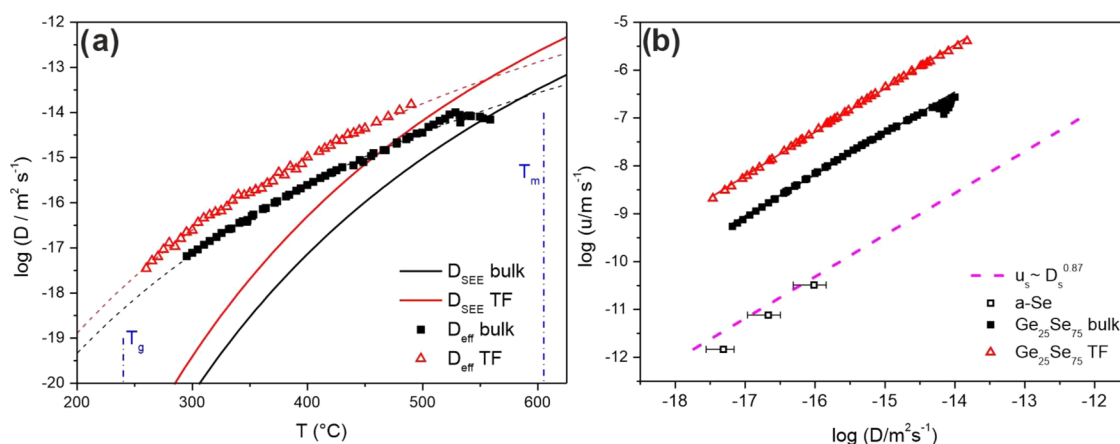 (a)
-12
-13
-14
-15
-16
-17
-18
-19
-20
log (D / m² s⁻¹)
200
300
400
500
600
T (°C)
T_g
T_m
D_SEE bulk
D_SEE TF
D_eff bulk
D_eff TF
(b)
-5
-6
-7
-8
-9
-10
-11
-12
log (u/m s⁻¹)
-18
-17
-16
-15
-14
-13
-12
log (D/m²s⁻¹)
u_s~ D_s^0.87
a-Se
Ge₂₅Se₇₅ bulk
Ge₂₅Se₇₅ TF